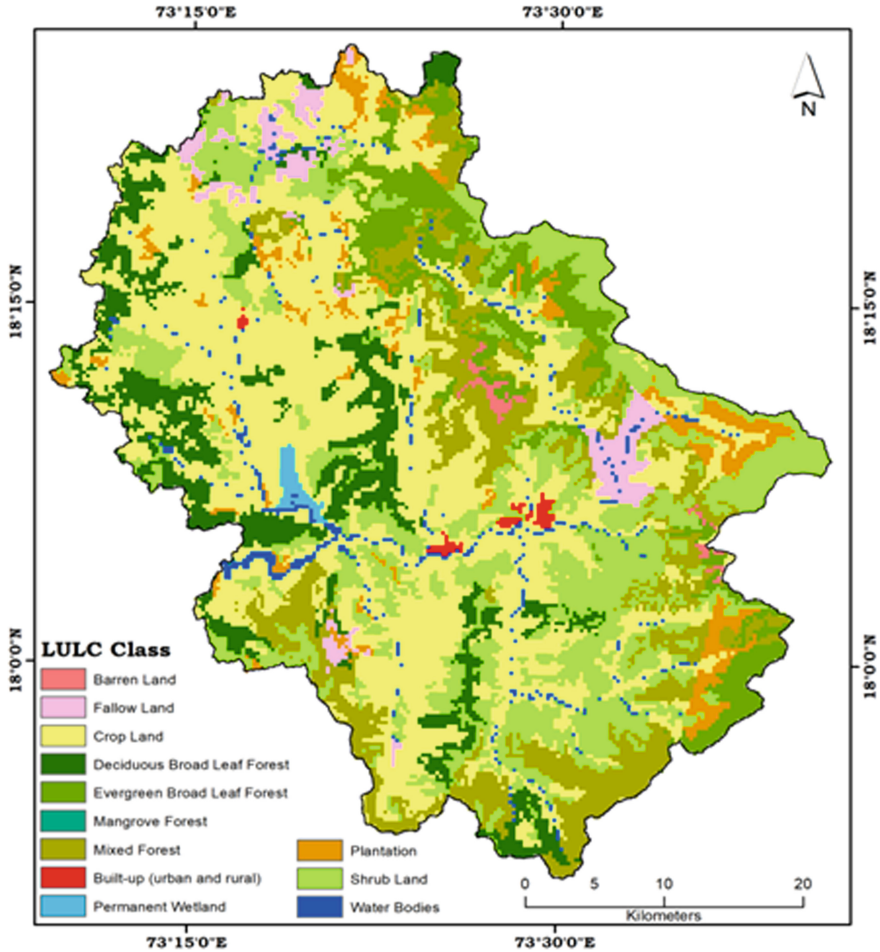 73°15'0"E 73°30'0"E
N
18°15'0"N 18°15'0"N
18°0'0"N 18°0'0"N
LULC Class
Barren Land
Fallow Land
Crop Land
Deciduous Broad Leaf Forest
Evergreen Broad Leaf Forest
Mangrove Forest
Mixed Forest
Built-up (urban and rural)
Permanent Wetland
Plantation
Shrub Land
Water Bodies
0 5 10 20
Kilometers
73°15'0"E 73°30'0"E